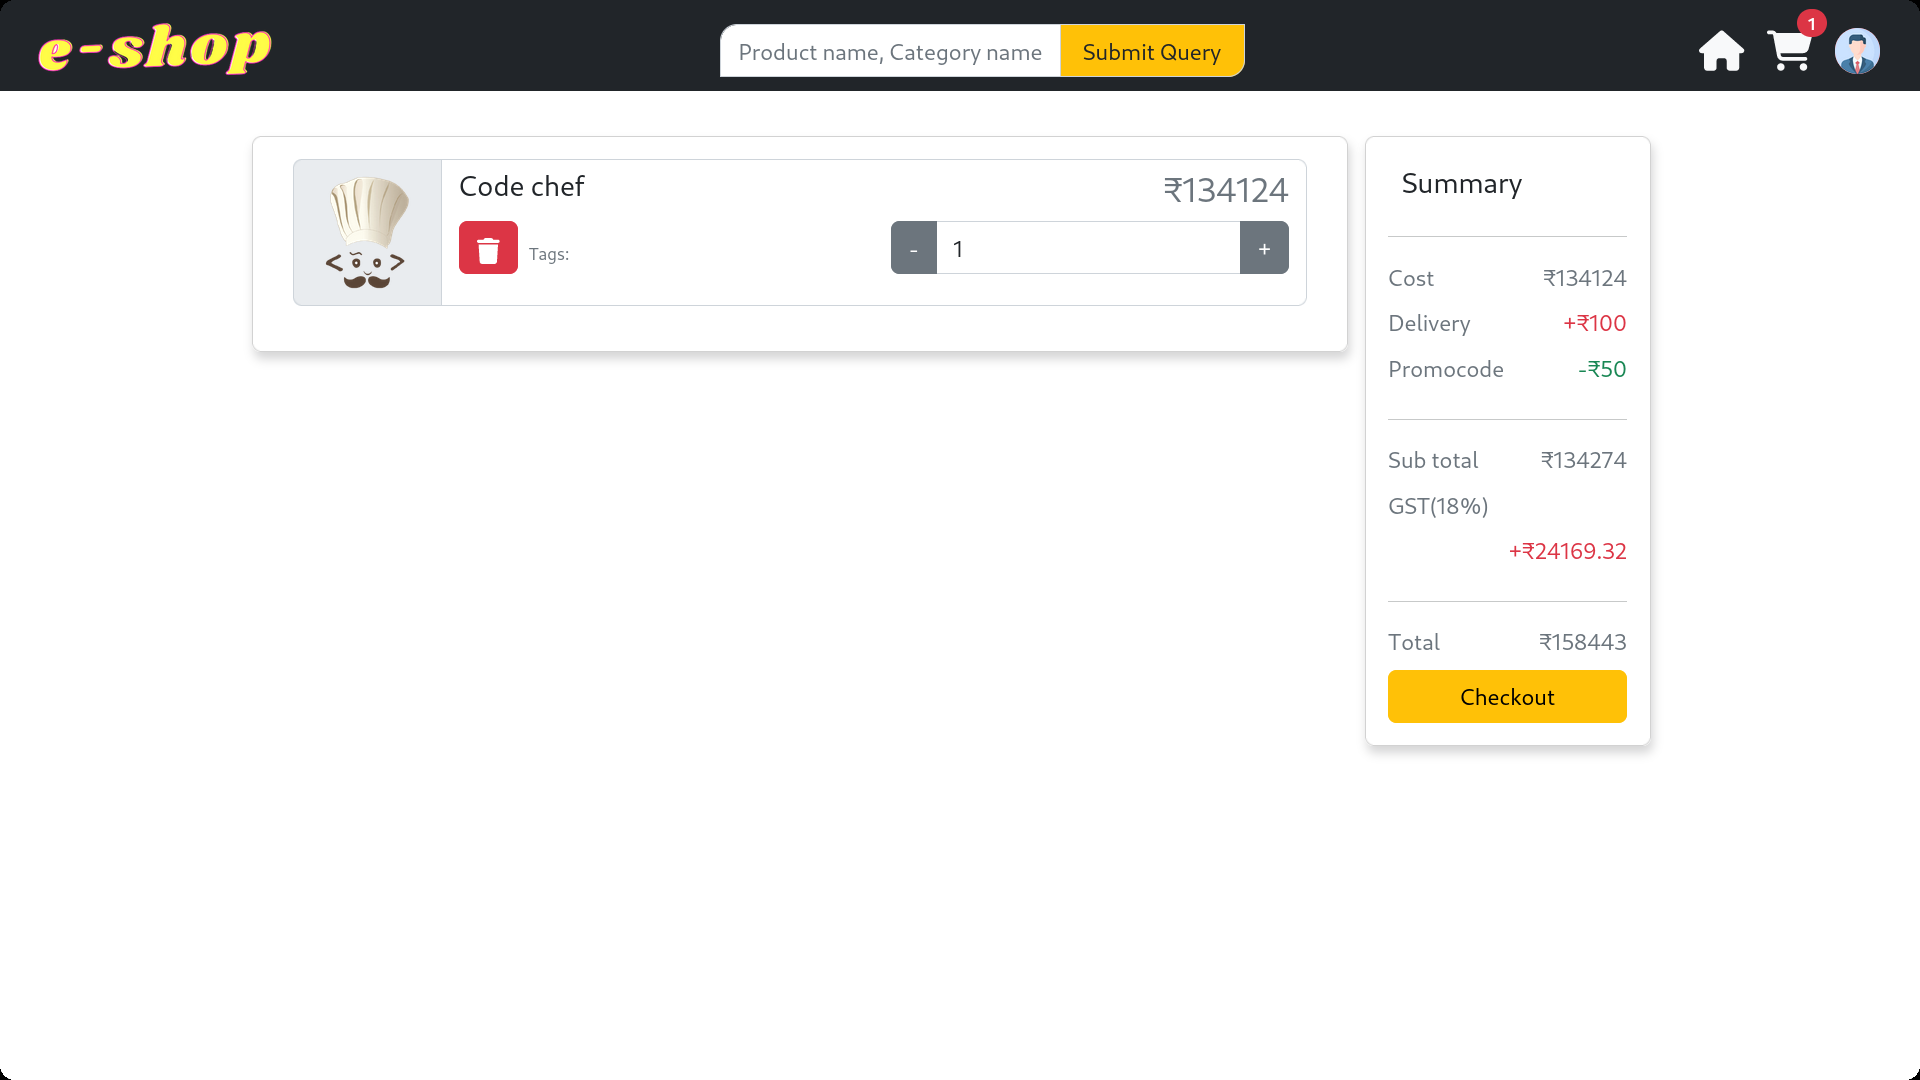 e-shop
Product name, Category name
Submit Query
1
Code chef
₹134124
Tags:
-
1
+
Summary
Cost ₹134124
Delivery +₹100
Promocode -₹50
Sub total ₹134274
GST(18%)
+₹24169.32
Total ₹158443
Checkout